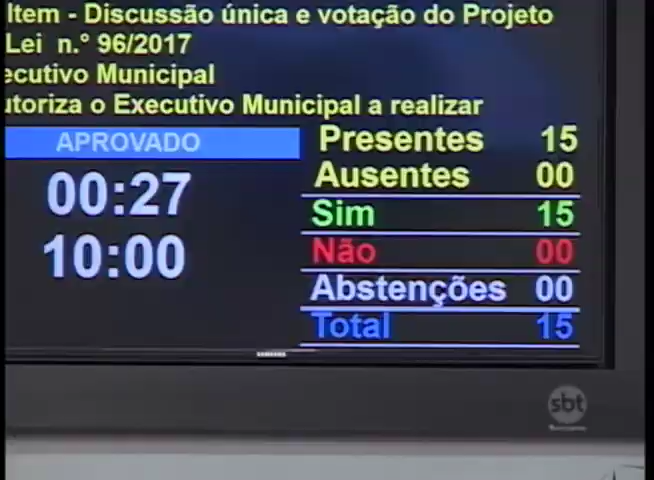 Item - Discussão única e votação do Projeto
Lei n.° 96/2017
ecutivo Municipal
utoriza o Executivo Municipal a realizar
APROVADO
00:27
10:00
Presentes 15
Ausentes 00
Sim 15
Não 00
Abstenções 00
Total 15
SAMSUNG
sbt